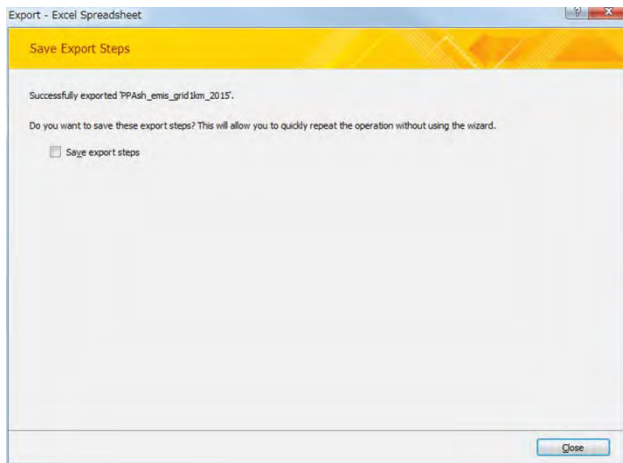 Export - Excel Spreadsheet
Save Export Steps
Successfully exported 'PPAsh_emis_grid1km_2015'.
Do you want to save these export steps? This will allow you to quickly repeat the operation without using the wizard.
Save export steps
Close